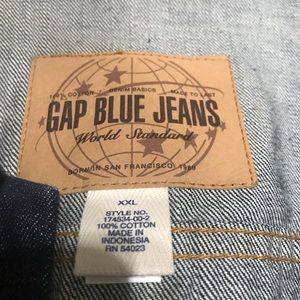 100% COTTON / DENIM BASICS MADE TO LAST
GAP BLUE JEANS
World Standard
BORN/IN SAN FRANCISCO/1969
XXL
STYLE NO.
174534-00-2
100% COTTON
MADE IN
INDONESIA
RN 54023